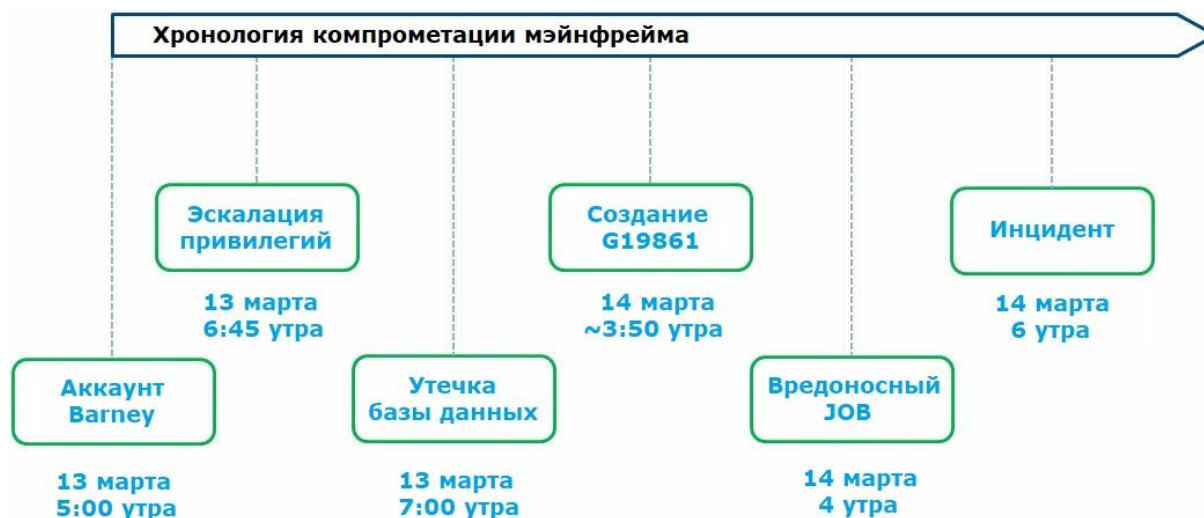 Хронология компрометации мэйнфрейма
Аккаунт
Barney
13 марта
5:00 утра
Эскалация
привилегий
13 марта
6:45 утра
Утечка
базы данных
13 марта
7:00 утра
Создание
G19861
14 марта
~3:50 утра
Вредоносный
JOB
14 марта
4 утра
Инцидент
14 марта
6 утра